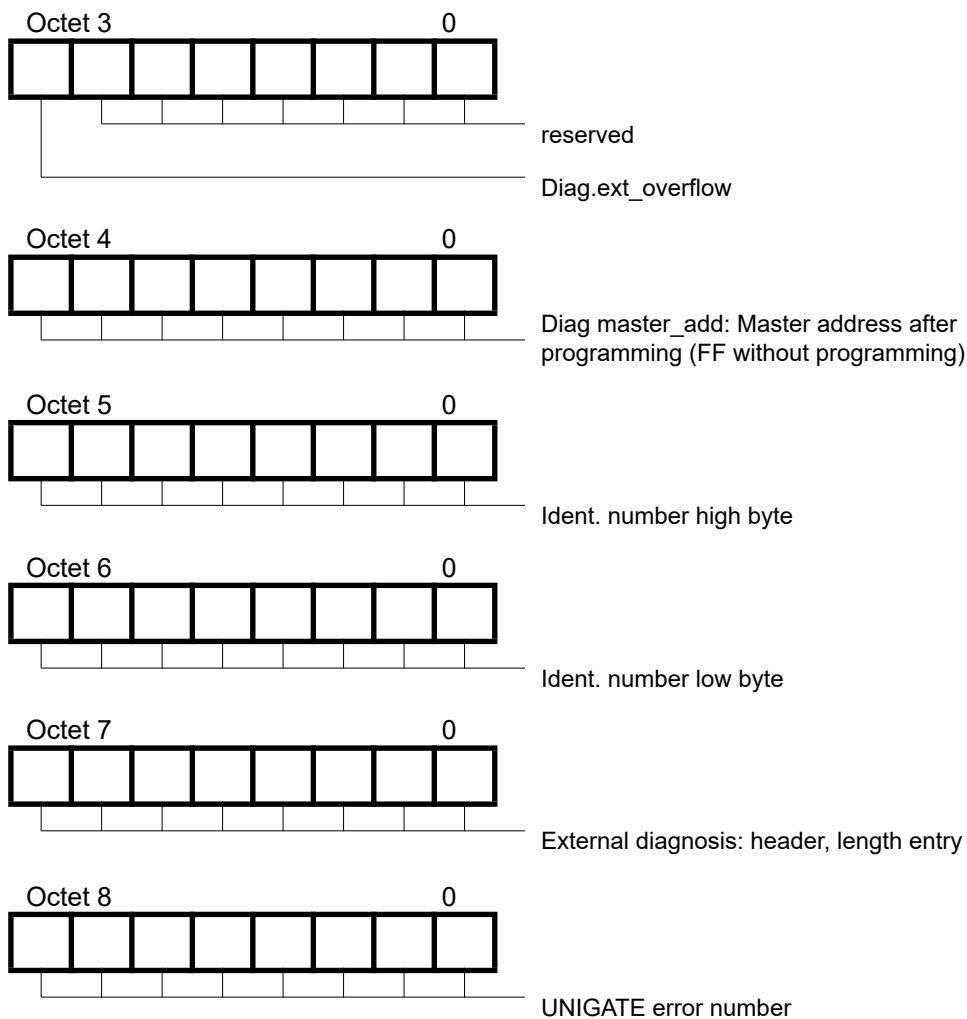 Octet 3 0
reserved
Diag.ext_overflow
Octet 4 0
Diag master_add: Master address after
programming (FF without programming)
Octet 5 0
Ident. number high byte
Octet 6 0
Ident. number low byte
Octet 7 0
External diagnosis: header, length entry
Octet 8 0
UNIGATE error number